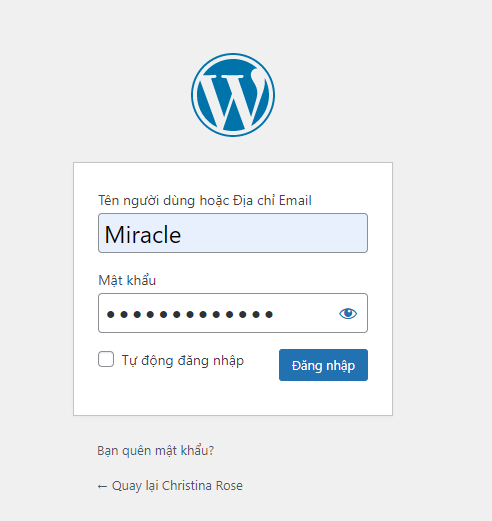 Tên người dùng hoặc Địa chỉ Email
Miracle
Mật khẩu
●●●●●●●●●●●●●
Tự động đăng nhập
Đăng nhập
Bạn quên mật khẩu?
← Quay lại Christina Rose